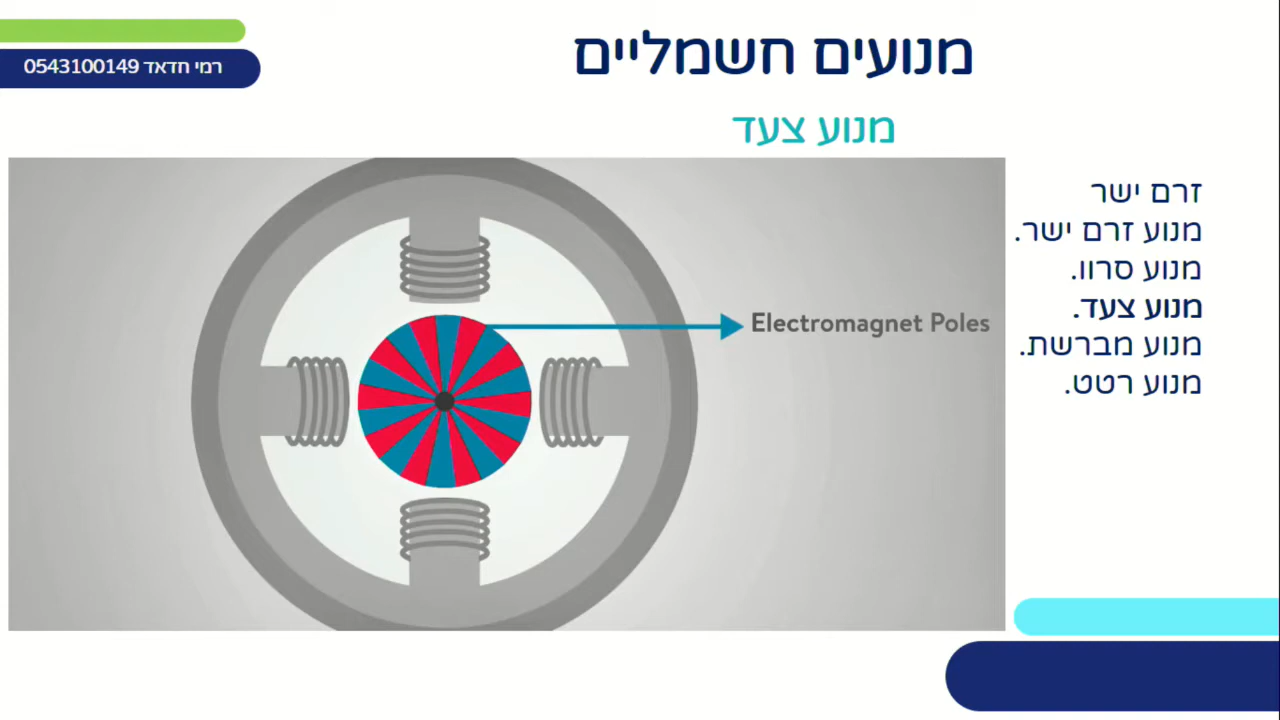 רמי חדאד 0543100149
מנועים חשמליים
מנוע צעד
זרם ישר
מנוע זרם ישר.
מנוע סרוו.
מנוע צעד.
מנוע מברשת.
מנוע רטט.
Electromagnet Poles